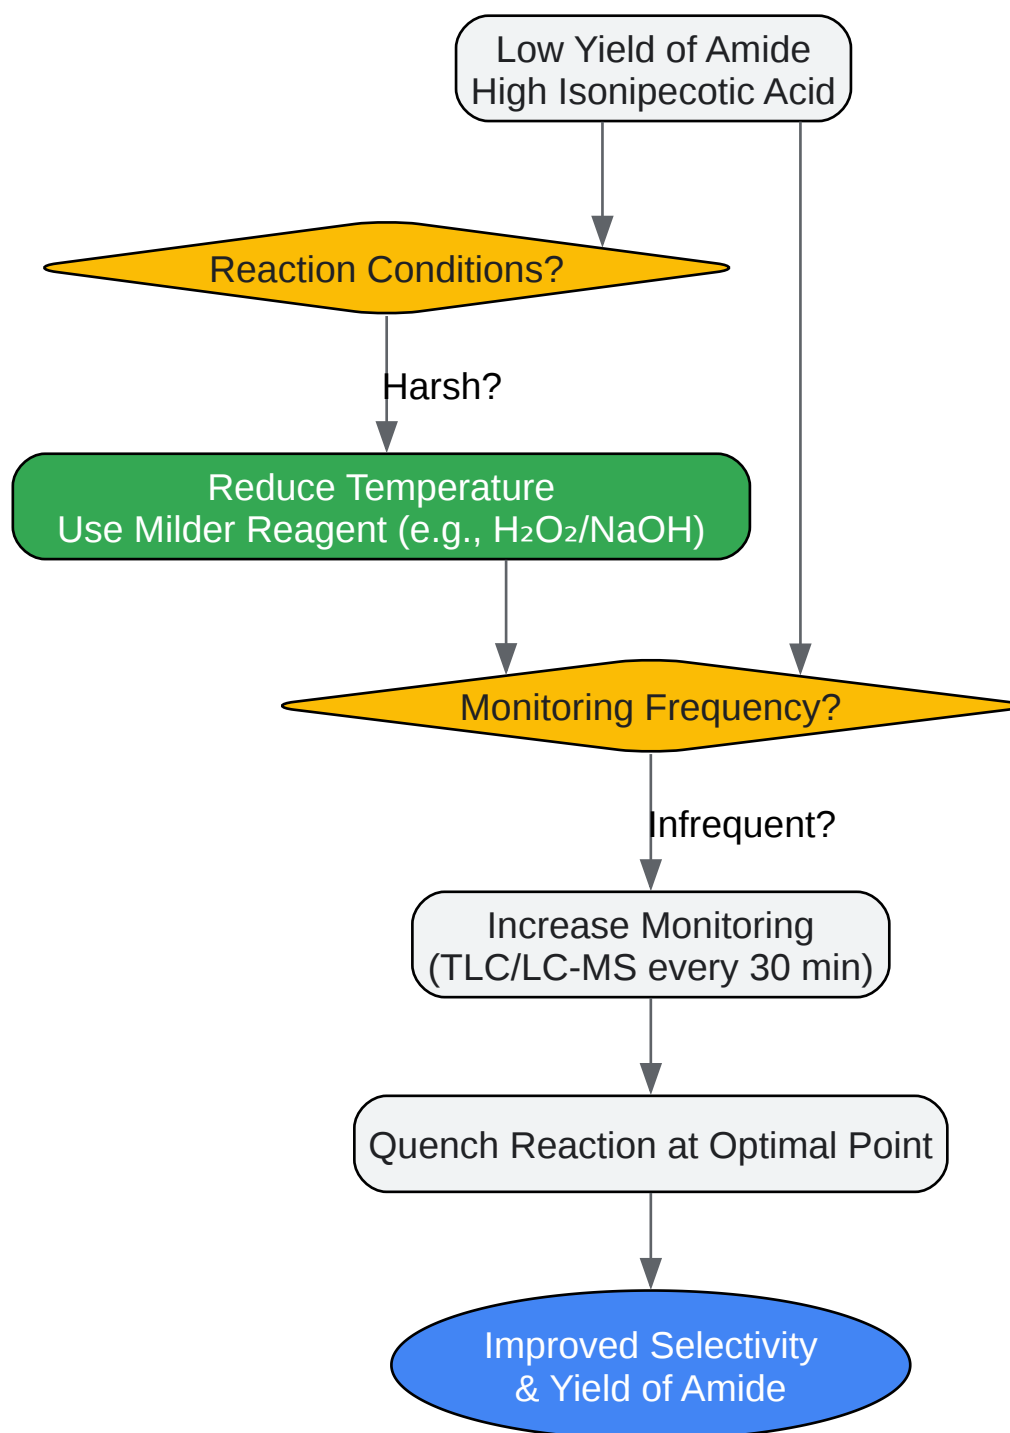 Low Yield of Amide
High Isonipecotic Acid
Reaction Conditions?
Harsh?
Reduce Temperature
Use Milder Reagent (e.g., H₂O₂/NaOH)
Monitoring Frequency?
Infrequent?
Increase Monitoring
(TLC/LC-MS every 30 min)
Quench Reaction at Optimal Point
Improved Selectivity
& Yield of Amide